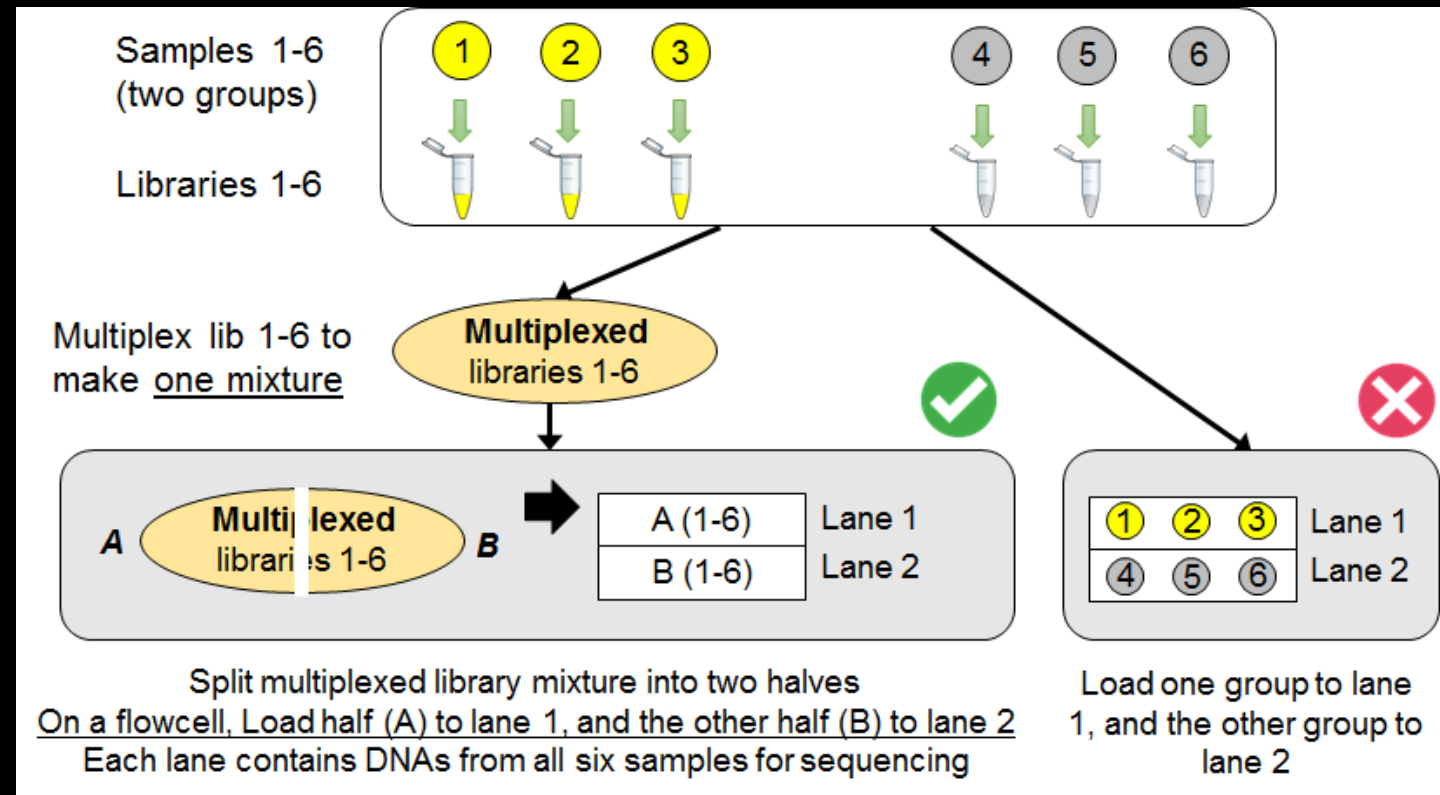 Samples 1-6
(two groups)
1 2 3 4 5 6
Libraries 1-6
Multiplex lib 1-6 to
make one mixture
Multiplexed
libraries 1-6
A
Multiplexed
libraries 1-6
B
A (1-6) Lane 1
B (1-6) Lane 2
1 2 3 Lane 1
4 5 6 Lane 2
Split multiplexed library mixture into two halves
On a flowcell, Load half (A) to lane 1, and the other half (B) to lane 2
Each lane contains DNAs from all six samples for sequencing
Load one group to lane
1, and the other group to
lane 2